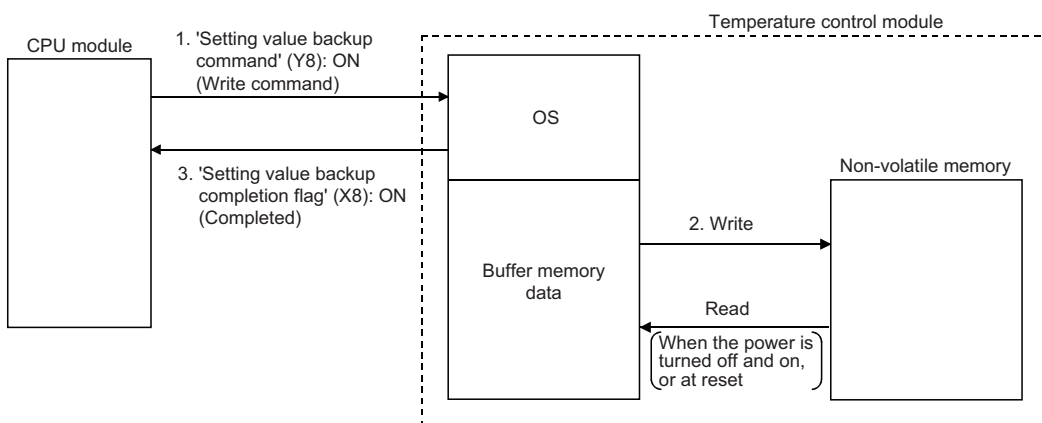 Temperature control module
CPU module
1. 'Setting value backup
command' (Y8): ON
(Write command)
OS
3. 'Setting value backup
completion flag' (X8): ON
(Completed)
Non-volatile memory
2. Write
Buffer memory
data
Read
When the power is
turned off and on,
or at reset